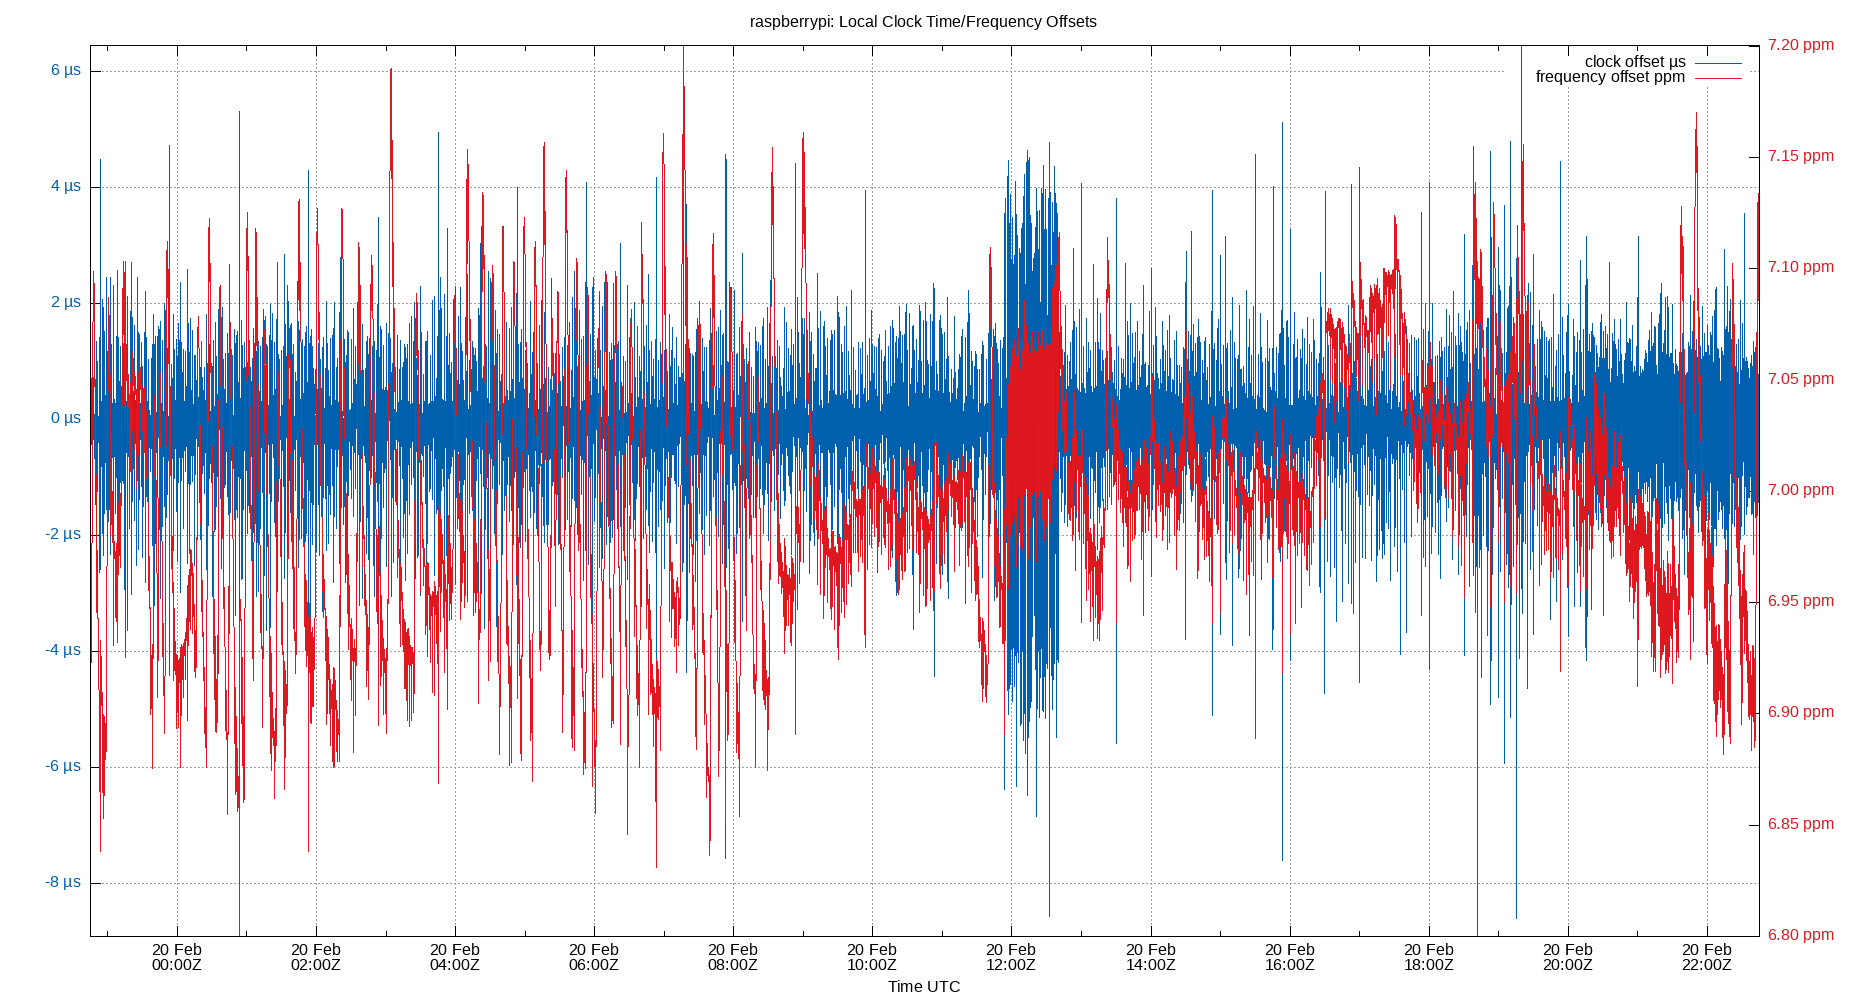 raspberrypi: Local Clock Time/Frequency Offsets
clock offset µs
frequency offset ppm
6 µs
4 µs
2 µs
0 µs
-2 µs
-4 µs
-6 µs
-8 µs
7.20 ppm
7.15 ppm
7.10 ppm
7.05 ppm
7.00 ppm
6.95 ppm
6.90 ppm
6.85 ppm
6.80 ppm
20 Feb 20 Feb 20 Feb 20 Feb 20 Feb 20 Feb 20 Feb 20 Feb 20 Feb 20 Feb 20 Feb 20 Feb
00:00Z 02:00Z 04:00Z 06:00Z 08:00Z 10:00Z 12:00Z 14:00Z 16:00Z 18:00Z 20:00Z 22:00Z
Time UTC